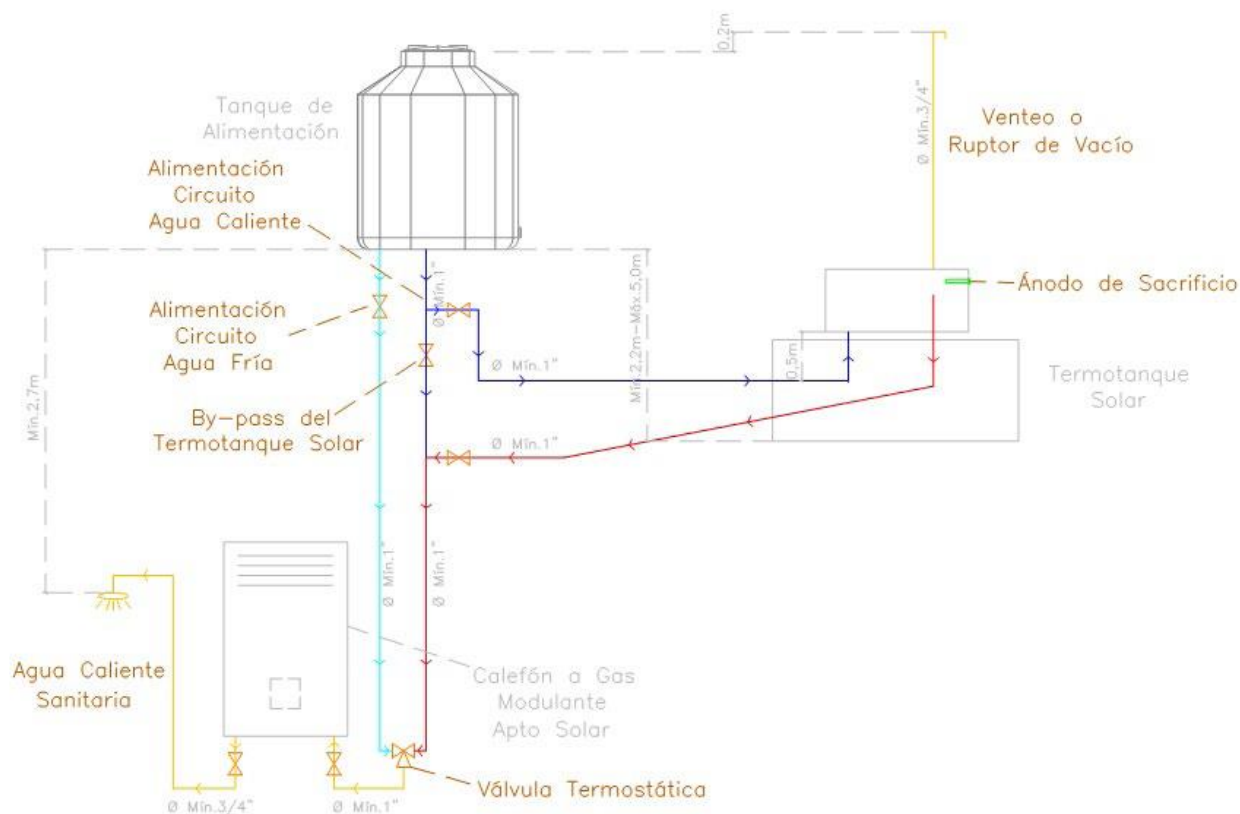 0,2m
Tanque de
Alimentación
Ø Mín.3/4"
Venteo o
Ruptor de Vacío
Alimentación
Circuito
Agua Caliente
Ø Mín.1"
Ánodo de Sacrificio
Alimentación
Circuito
Agua Fría
Mín.2,7m
Mín.2,2m-Máx.5,0m
Ø Mín.1"
0,5m
Termotanque
Solar
By-pass del
Termotanque Solar
Ø Mín.1"
Ø Mín.1"
Ø Mín.1"
Agua Caliente
Sanitaria
Calefón a Gas
Modulante
Apto Solar
Válvula Termostática
Ø Mín.3/4"
Ø Mín.1"